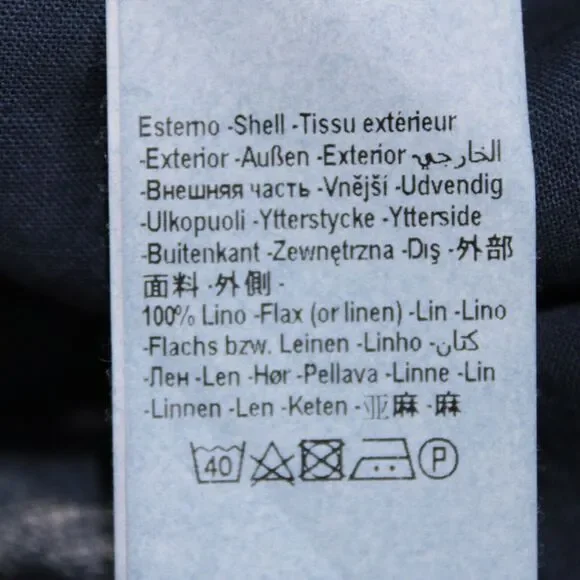 Esterno -Shell -Tissu extérieur
-Exterior -Außen -Exterior الخارجي
-Внешняя часть -Vnější -Udvendig
-Ulkopuoli -Ytterstycke -Ytterside
-Buitenkant -Zewnętrzna -Dış -外部
面料 -外側 -
100% Lino -Flax (or linen) -Lin -Lino
-Flachs bzw. Leinen -Linho -كتان
-Лен -Len -Hør -Pellava -Linne -Lin
-Linnen -Len -Keten -亚麻 -麻
40 P